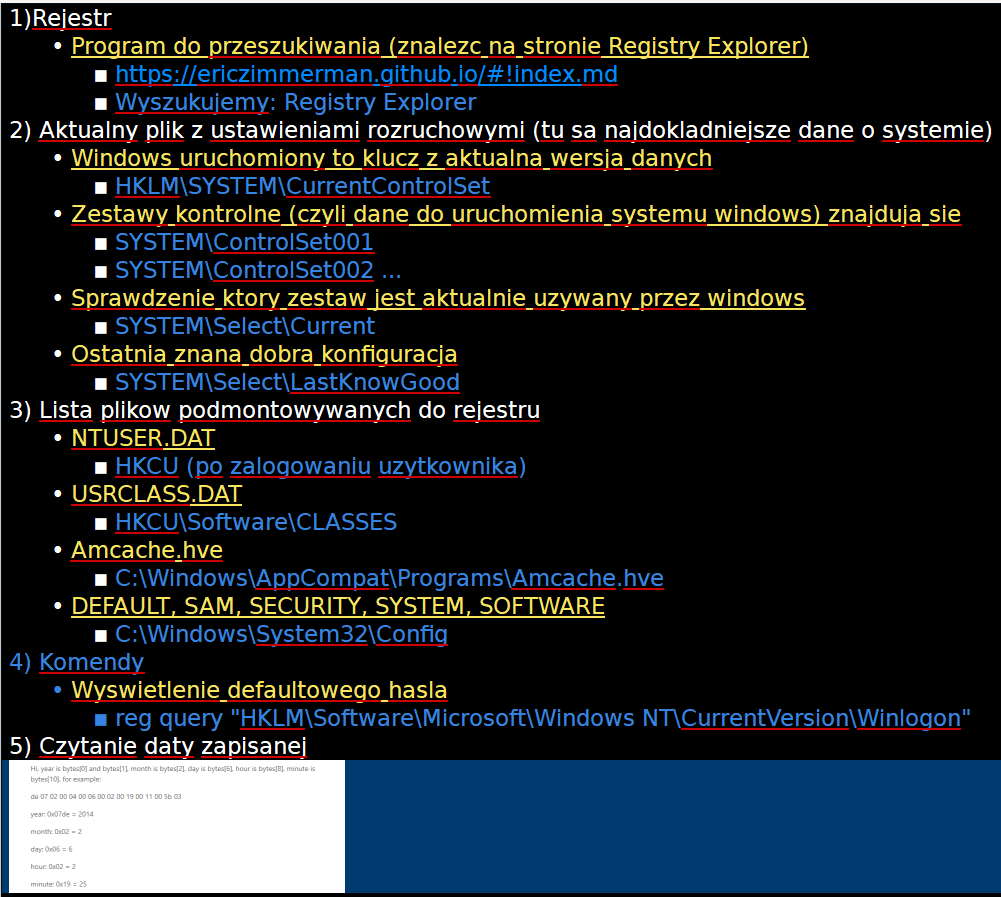 1)Rejestr
• Program do przeszukiwania (znalezc na stronie Registry Explorer)
■ https://ericzimmerman.github.io/#!index.md
■ Wyszukujemy: Registry Explorer
2) Aktualny plik z ustawieniami rozruchowymi (tu sa najdokladniejsze dane o systemie)
• Windows uruchomiony to klucz z aktualna wersja danych
■ HKLM\SYSTEM\CurrentControlSet
• Zestawy kontrolne (czyli dane do uruchomienia systemu windows) znajduja sie
■ SYSTEM\ControlSet001
■ SYSTEM\ControlSet002 ...
• Sprawdzenie ktory zestaw jest aktualnie uzywany przez windows
■ SYSTEM\Select\Current
• Ostatnia znana dobra konfiguracja
■ SYSTEM\Select\LastKnowGood
3) Lista plikow podmontowywanych do rejestru
• NTUSER.DAT
■ HKCU (po zalogowaniu uzytkownika)
• USRCLASS.DAT
■ HKCU\Software\CLASSES
• Amcache.hve
■ C:\Windows\AppCompat\Programs\Amcache.hve
• DEFAULT, SAM, SECURITY, SYSTEM, SOFTWARE
■ C:\Windows\System32\Config
4) Komendy
• Wyswietlenie defaultowego hasla
■ reg query "HKLM\Software\Microsoft\Windows NT\CurrentVersion\Winlogon"
5) Czytanie daty zapisanej
Hi, year is bytes[0] and bytes[1], month is bytes[2], day is bytes[6], hour is bytes[8], minute is
bytes[10], for example:
de 07 02 00 04 00 06 00 02 00 19 00 11 00 5b 03
year: 0x07de = 2014
month: 0x02 = 2
day: 0x06 = 6
hour: 0x02 = 2
minute: 0x19 = 25